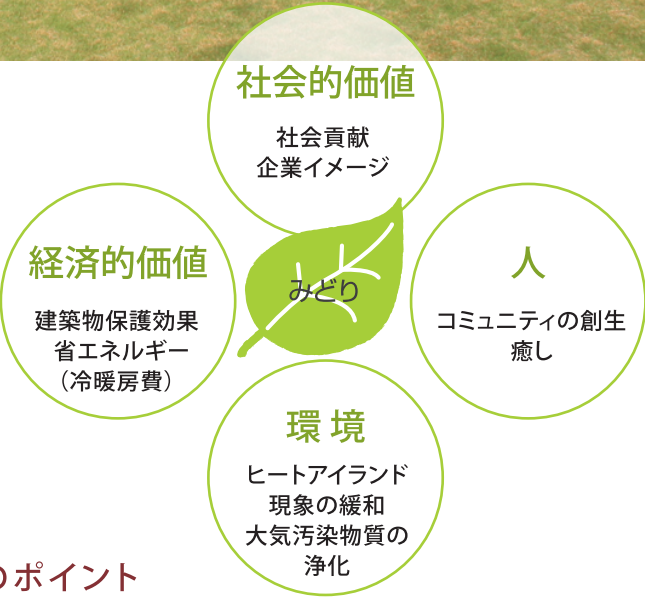 社会的価値
社会貢献
企業イメージ
経済的価値
建築物保護効果
省エネルギー
（冷暖房費）
みどり
人
コミュニティの創生
癒し
環境
ヒートアイランド
現象の緩和
大気汚染物質の
浄化
ポイント